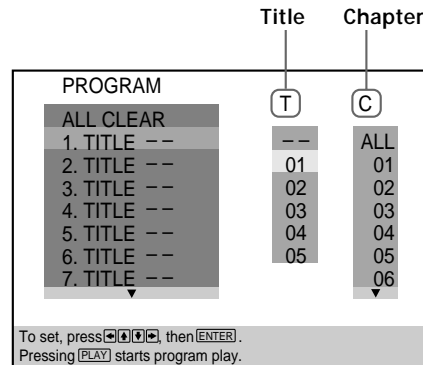 Title Chapter
PROGRAM
T C
ALL CLEAR
1. TITLE – – – – ALL
2. TITLE – – 01 01
3. TITLE – – 02 02
4. TITLE – – 03 03
5. TITLE – – 04 04
6. TITLE – – 05 05
7. TITLE – – 06
To set, press ←↑↓→, then ENTER.
Pressing PLAY starts program play.